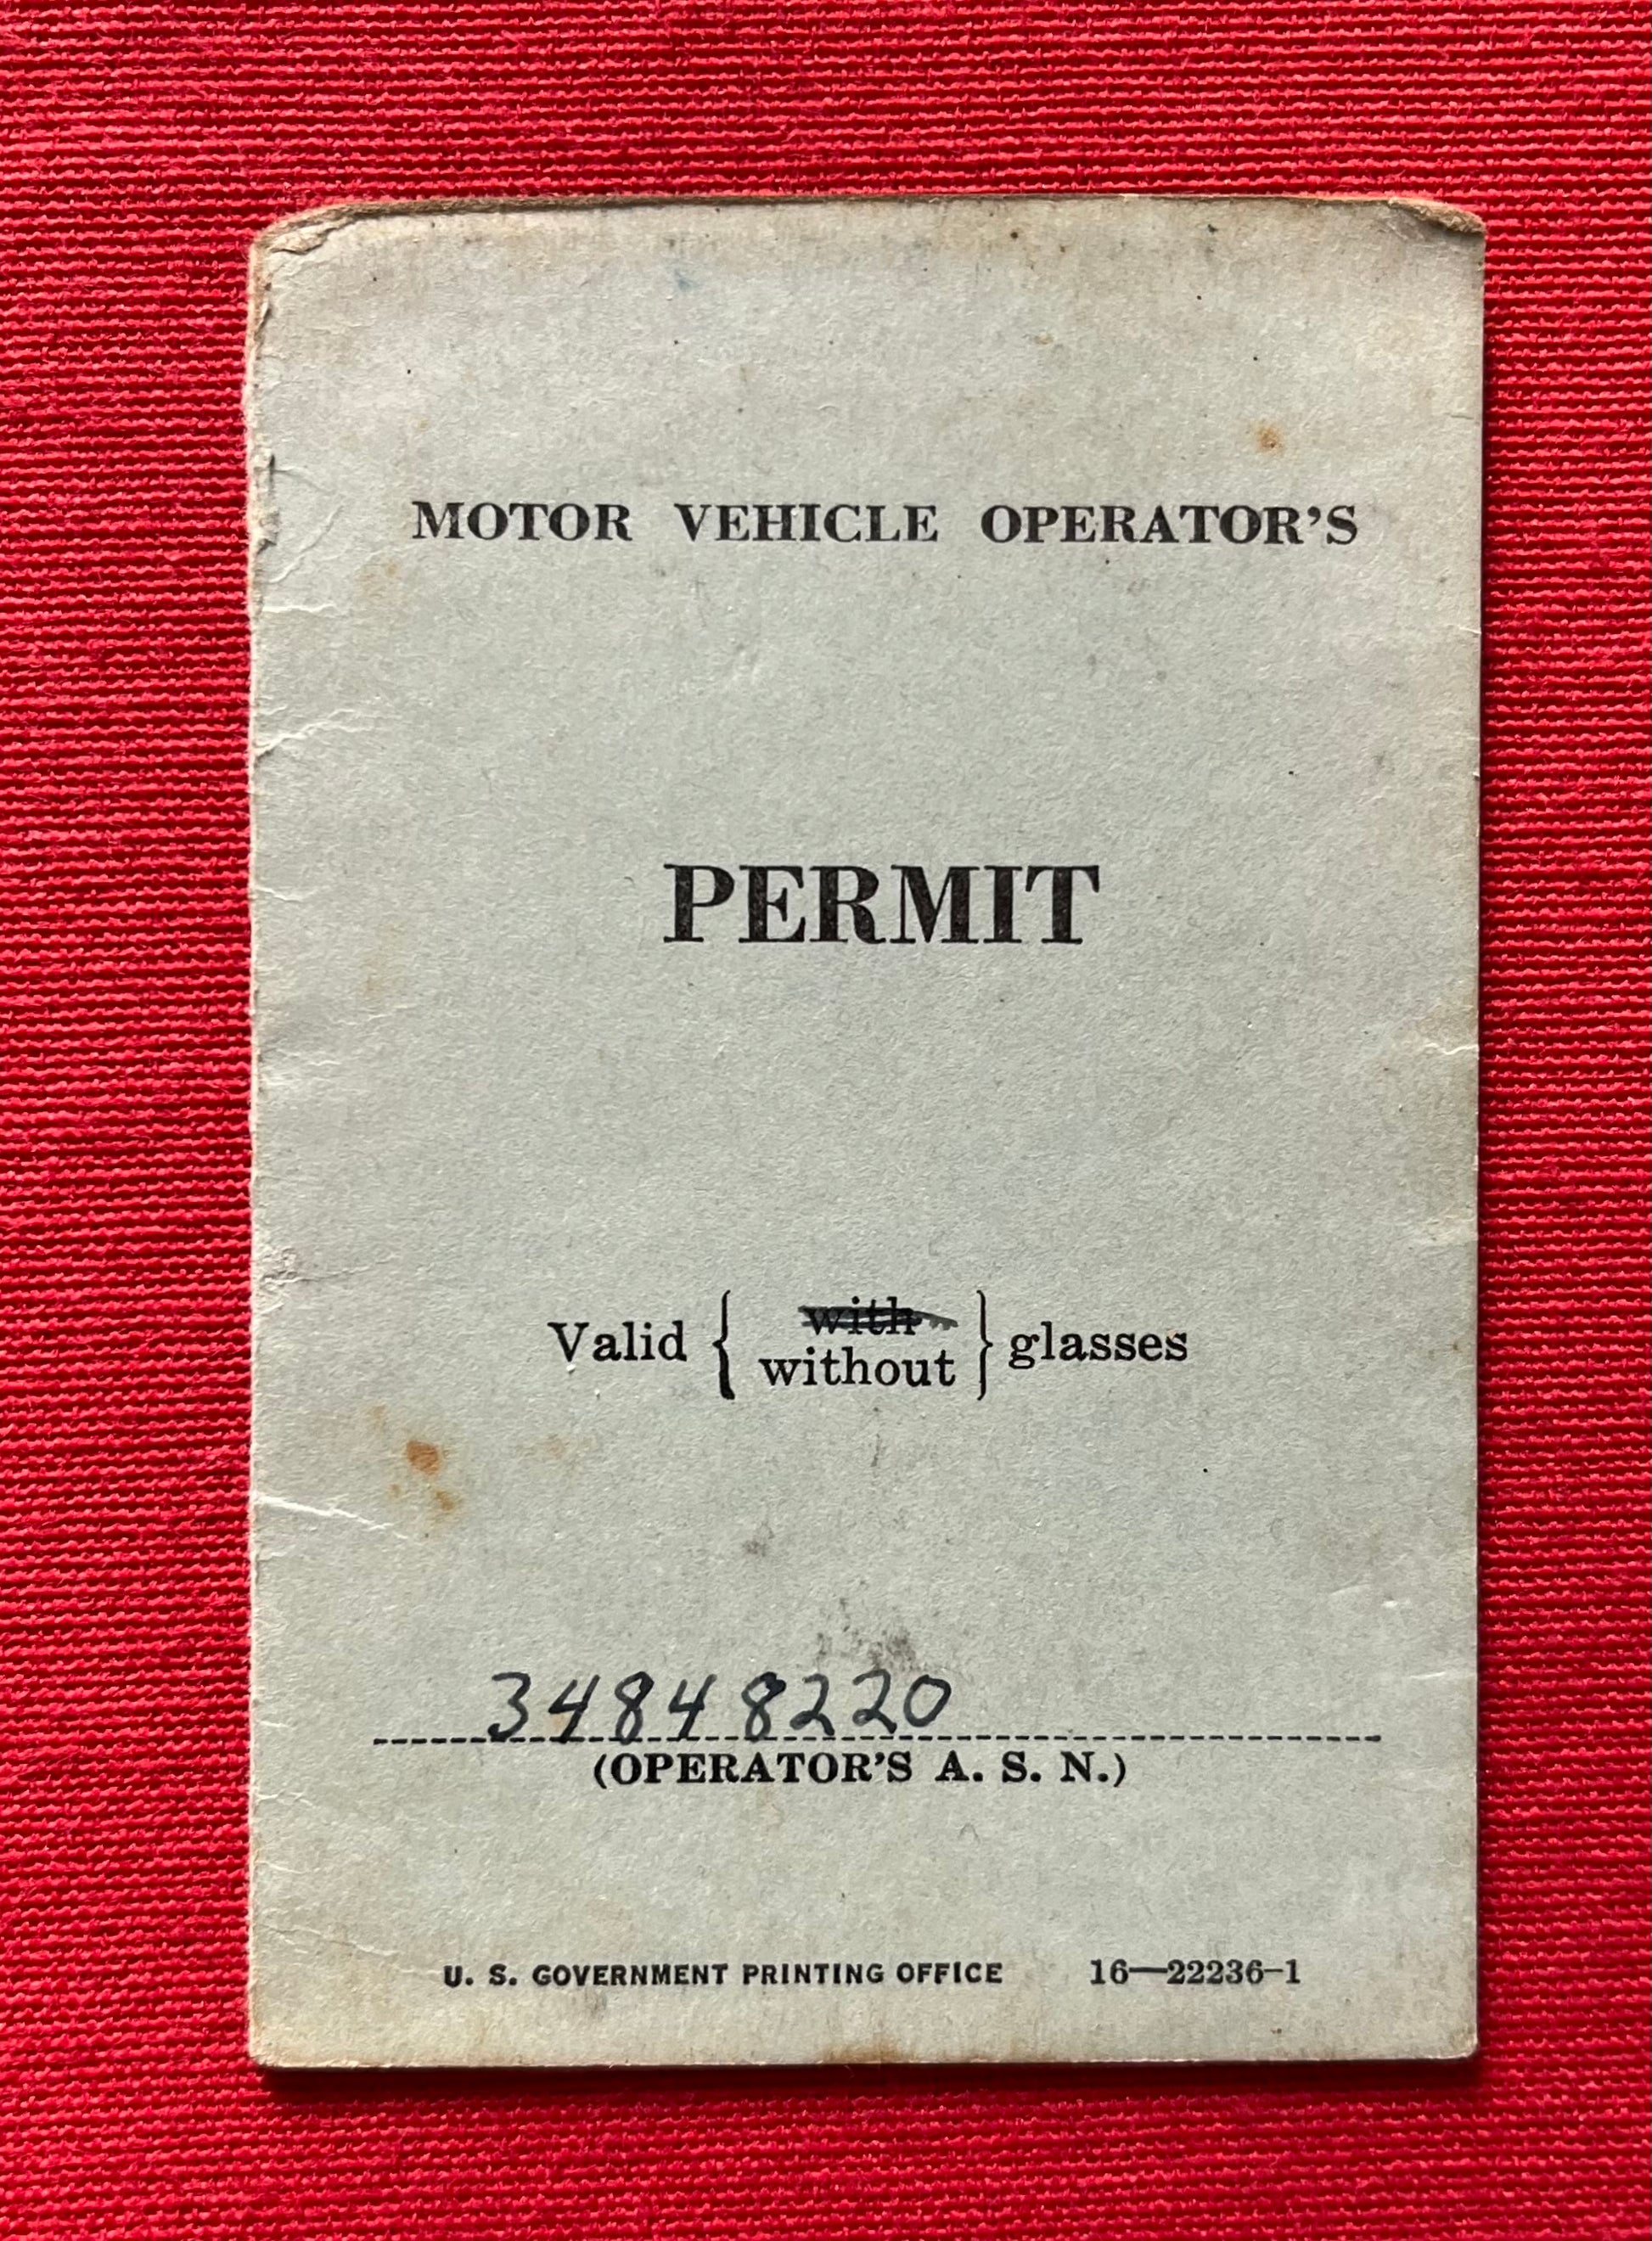 MOTOR VEHICLE OPERATOR'S
PERMIT
Valid { with
without } glasses
34848220
(OPERATOR'S A. S. N.)
U. S. GOVERNMENT PRINTING OFFICE 16—22236-1